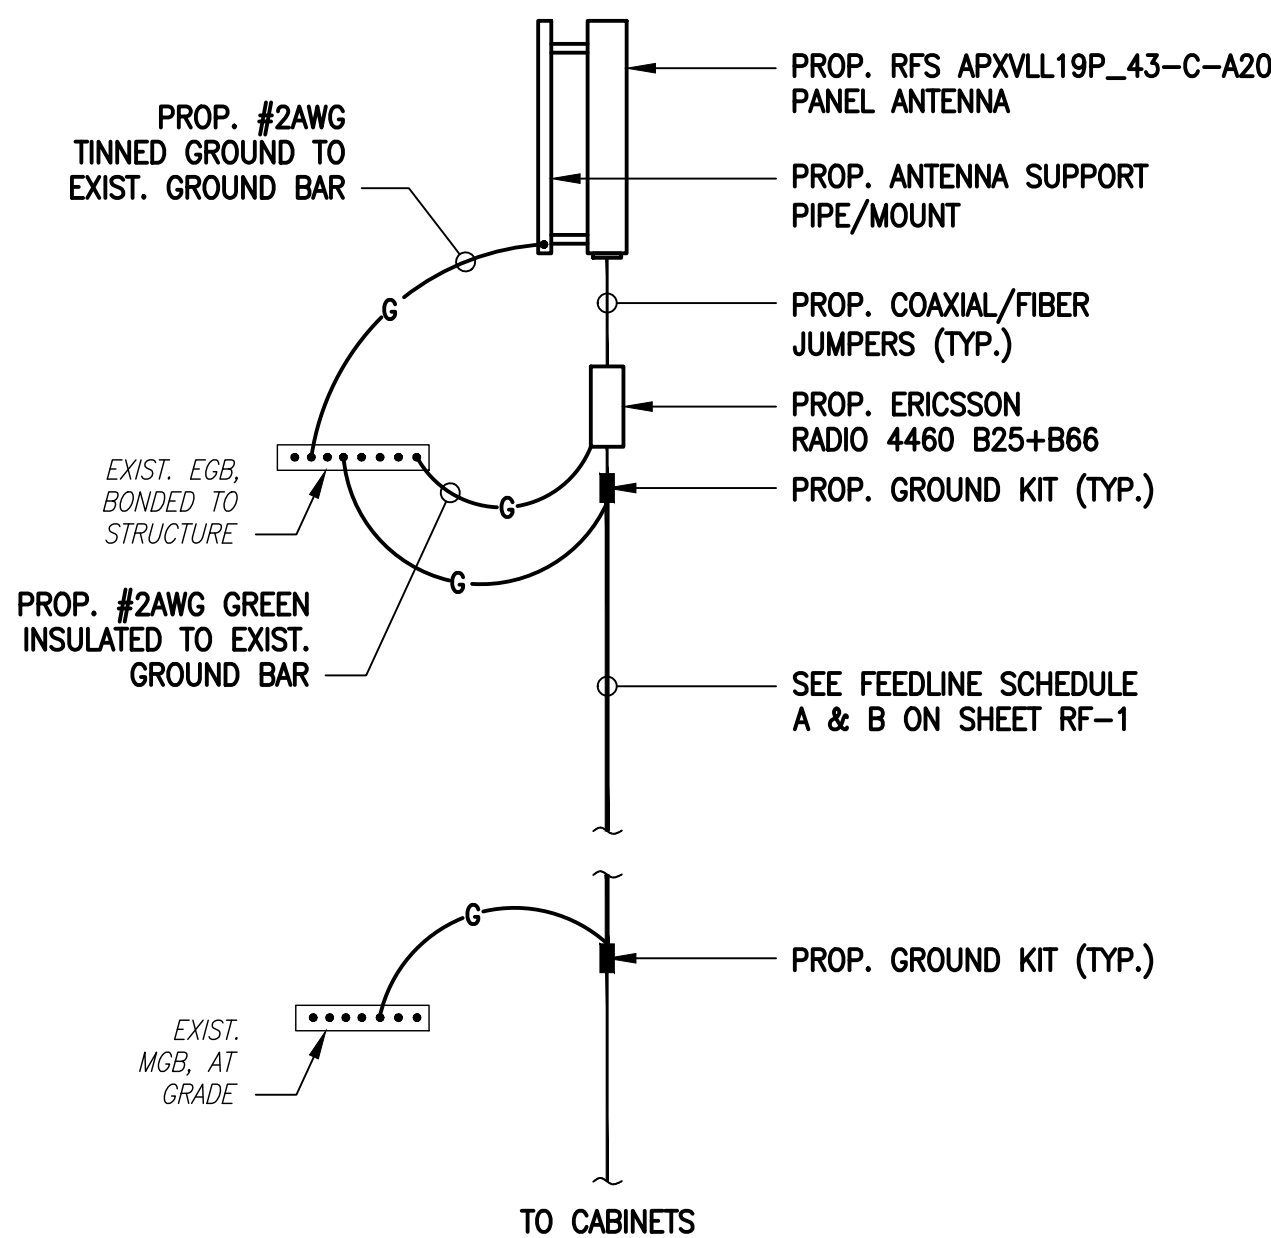 PROP. RFS APXVLL19P_43-C-A20
PANEL ANTENNA
PROP. #2AWG
TINNED GROUND TO
EXIST. GROUND BAR
PROP. ANTENNA SUPPORT
PIPE/MOUNT
G
PROP. COAXIAL/FIBER
JUMPERS (TYP.)
PROP. ERICSSON
RADIO 4460 B25+B66
EXIST. EGB,
BONDED TO
STRUCTURE
PROP. GROUND KIT (TYP.)
G
G
PROP. #2AWG GREEN
INSULATED TO EXIST.
GROUND BAR
SEE FEEDLINE SCHEDULE
A & B ON SHEET RF-1
G
PROP. GROUND KIT (TYP.)
EXIST.
MGB, AT
GRADE
TO CABINETS